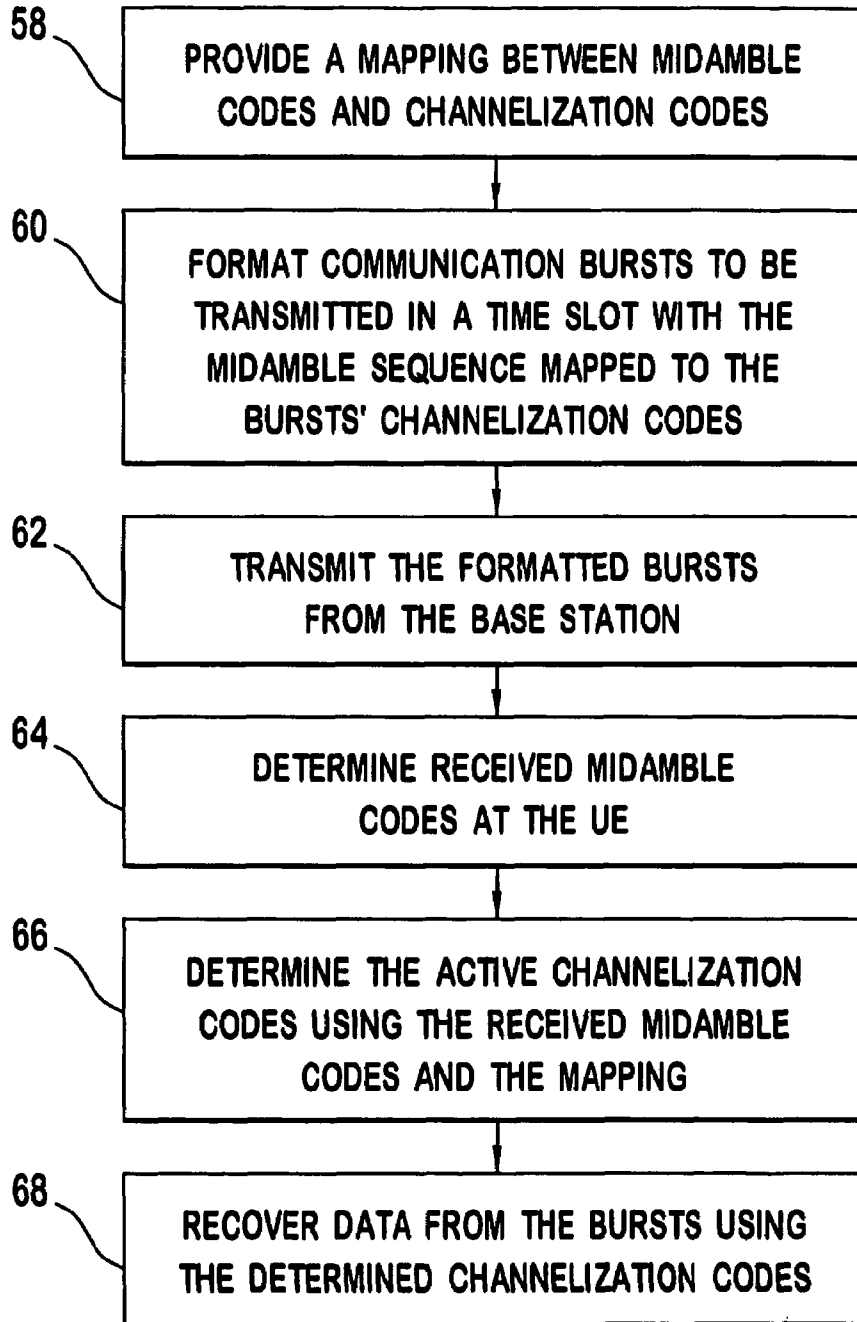 58
PROVIDE A MAPPING BETWEEN MIDAMBLE
CODES AND CHANNELIZATION CODES
60
FORMAT COMMUNICATION BURSTS TO BE
TRANSMITTED IN A TIME SLOT WITH THE
MIDAMBLE SEQUENCE MAPPED TO THE
BURSTS' CHANNELIZATION CODES
62
TRANSMIT THE FORMATTED BURSTS
FROM THE BASE STATION
64
DETERMINE RECEIVED MIDAMBLE
CODES AT THE UE
66
DETERMINE THE ACTIVE CHANNELIZATION
CODES USING THE RECEIVED MIDAMBLE
CODES AND THE MAPPING
68
RECOVER DATA FROM THE BURSTS USING
THE DETERMINED CHANNELIZATION CODES